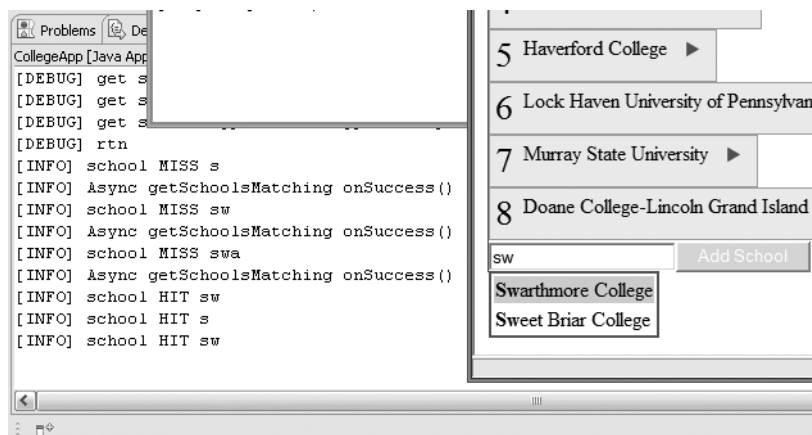 Problems
De
CollegeApp [Java App
[DEBUG] get s
[DEBUG] get s
[DEBUG] get s
[DEBUG] rtn
[INFO] school MISS s
[INFO] Async getSchoolsMatching onSuccess()
[INFO] school MISS sw
[INFO] Async getSchoolsMatching onSuccess()
[INFO] school MISS swa
[INFO] Async getSchoolsMatching onSuccess()
[INFO] school HIT sw
[INFO] school HIT s
[INFO] school HIT sw
5 Haverford College
6 Lock Haven University of Pennsylvan
7 Murray State University
8 Doane College-Lincoln Grand Island
sw
Add School
Swarthmore College
Sweet Briar College